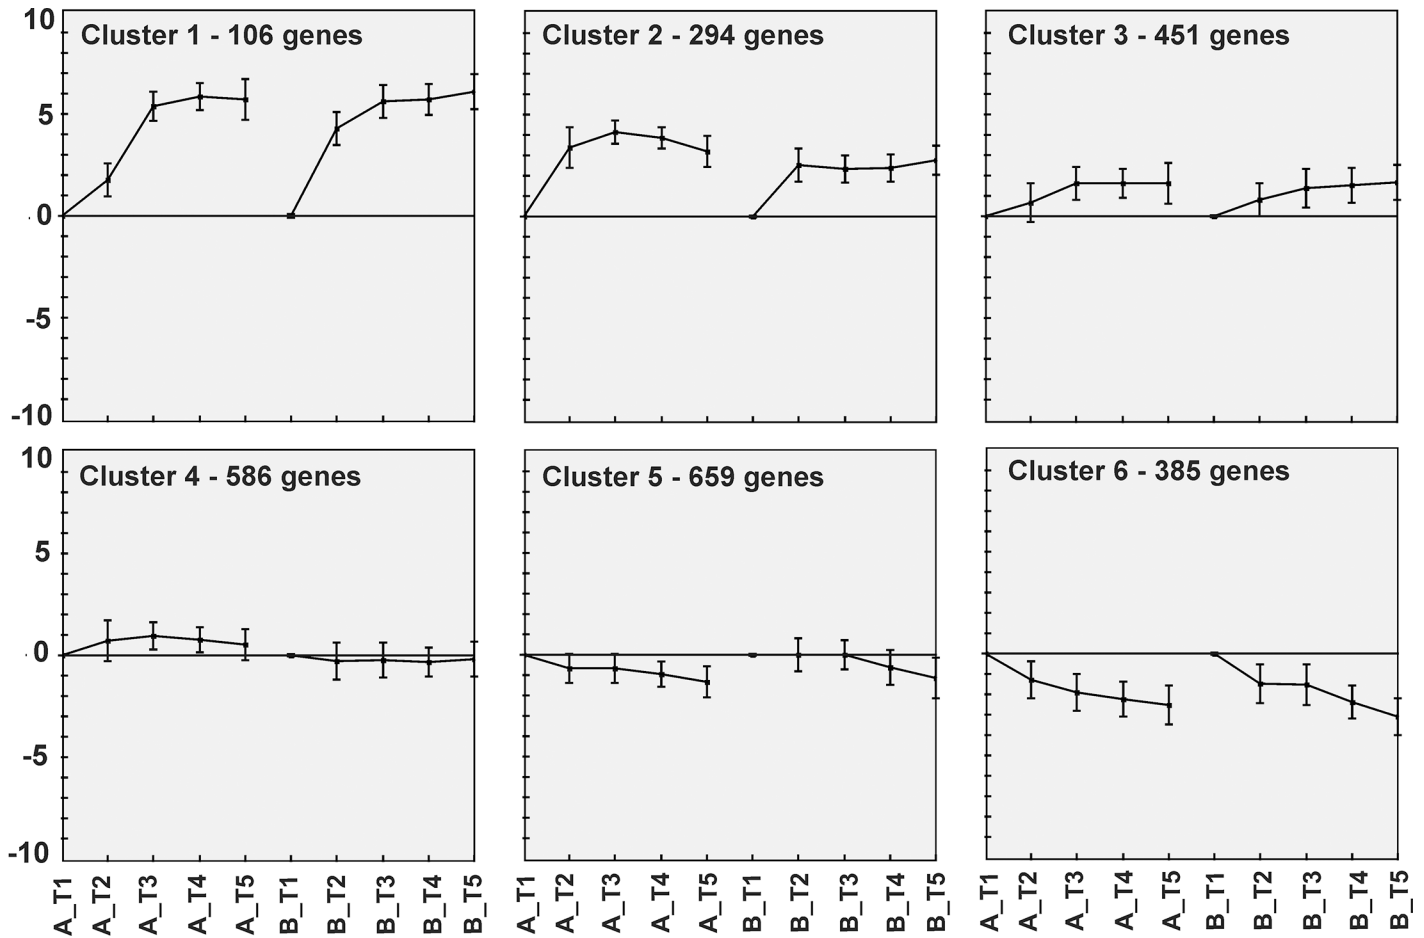 Cluster 1 - 106 genes
Cluster 2 - 294 genes
Cluster 3 - 451 genes
10
5
0
-5
-10
Cluster 4 - 586 genes
Cluster 5 - 659 genes
Cluster 6 - 385 genes
10
5
0
-5
-10
A_T1 A_T2 A_T3 A_T4 A_T5 B_T1 B_T2 B_T3 B_T4 B_T5
A_T1 A_T2 A_T3 A_T4 A_T5 B_T1 B_T2 B_T3 B_T4 B_T5
A_T1 A_T2 A_T3 A_T4 A_T5 B_T1 B_T2 B_T3 B_T4 B_T5